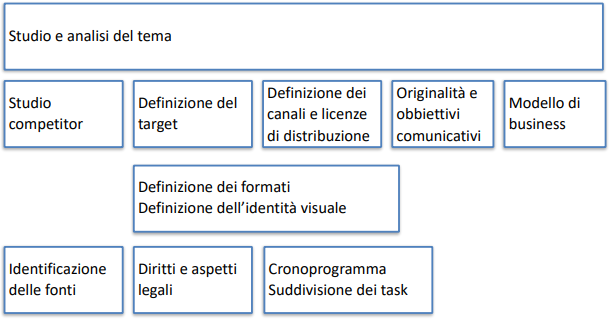 Studio e analisi del tema
Studio
competitor
Definizione del
target
Definizione dei
canali e licenze
di distribuzione
Originalità e
obbiettivi
comunicativi
Modello di
business
Definizione dei formati
Definizione dell’identità visuale
Identificazione
delle fonti
Diritti e aspetti
legali
Cronoprogramma
Suddivisione dei task